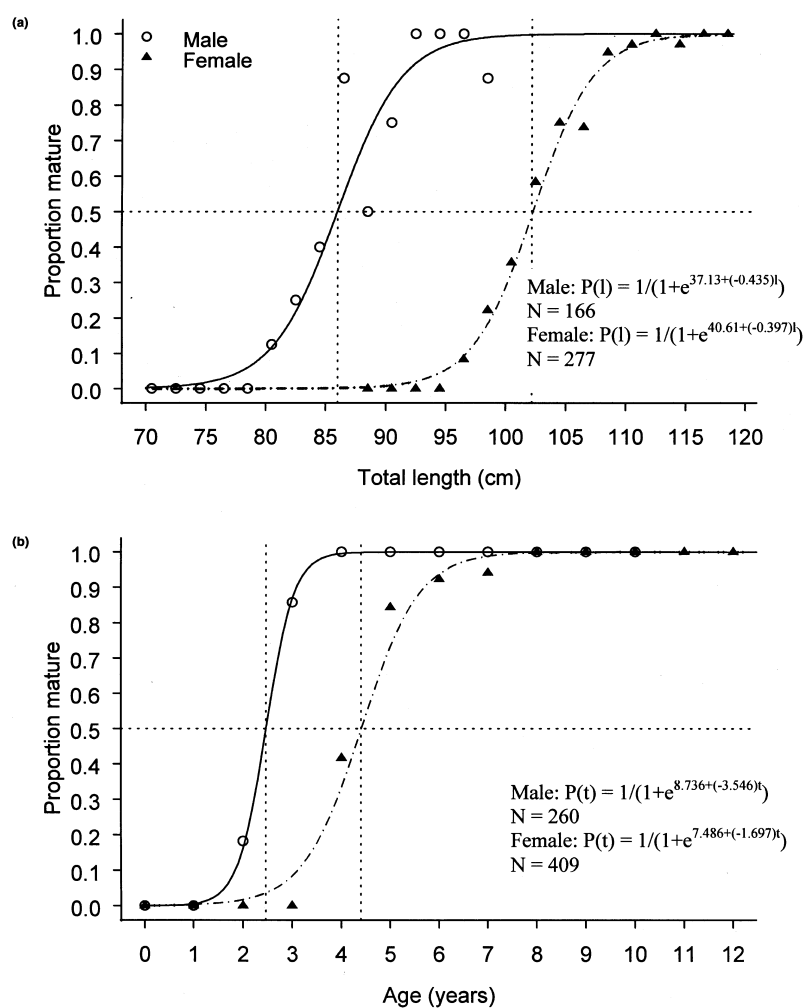 (a)
Male
Female
Proportion mature
1.0
0.9
0.8
0.7
0.6
0.5
0.4
0.3
0.2
0.1
0.0
Male: P(l) = 1/(1+e^37.13+(-0.435)l)
N = 166
Female: P(l) = 1/(1+e^40.61+(-0.397)l)
N = 277
70 75 80 85 90 95 100 105 110 115 120
Total length (cm)
(b)
Proportion mature
1.0
0.9
0.8
0.7
0.6
0.5
0.4
0.3
0.2
0.1
0.0
Male: P(t) = 1/(1+e^8.736+(-3.546)t)
N = 260
Female: P(t) = 1/(1+e^7.486+(-1.697)t)
N = 409
0 1 2 3 4 5 6 7 8 9 10 11 12
Age (years)